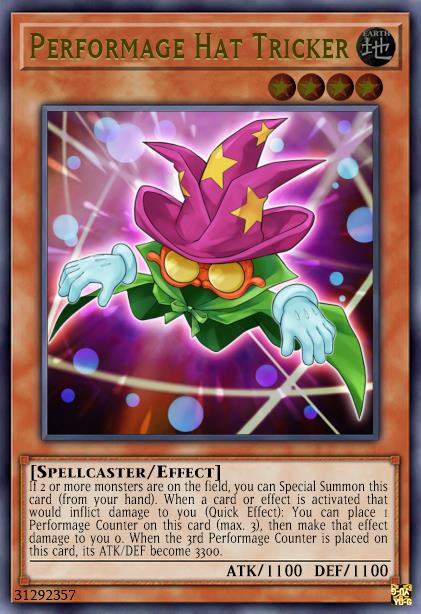 Performage Hat Tricker
EARTH
地
[Spellcaster/Effect]
If 2 or more monsters are on the field, you can Special Summon this
card (from your hand). When a card or effect is activated that
would inflict damage to you (Quick Effect): You can place 1
Performage Counter on this card (max. 3), then make that effect
damage to you 0. When the 3rd Performage Counter is placed on
this card, its ATK/DEF become 3300.
ATK/1100 DEF/1100
31292357